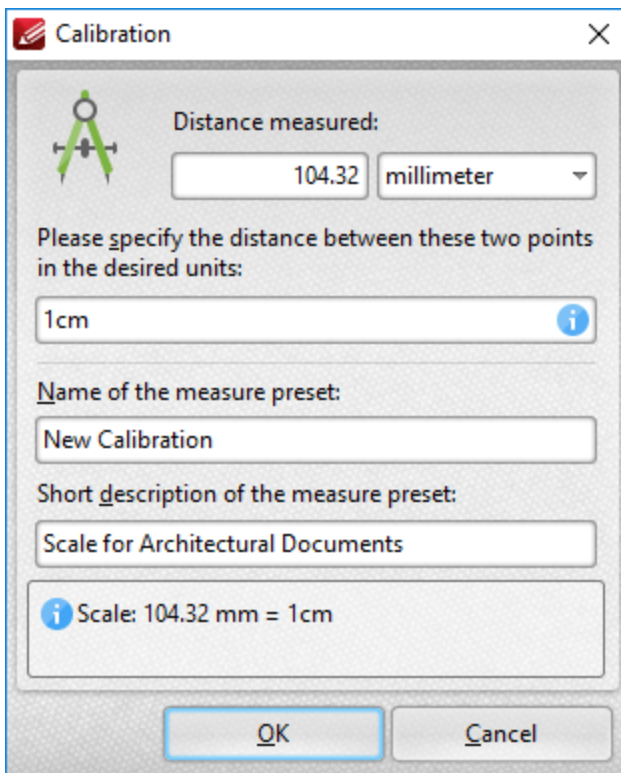 Calibration
Distance measured:
104.32 millimeter
Please specify the distance between these two points
in the desired units:
1cm
Name of the measure preset:
New Calibration
Short description of the measure preset:
Scale for Architectural Documents
Scale: 104.32 mm = 1cm
OK Cancel